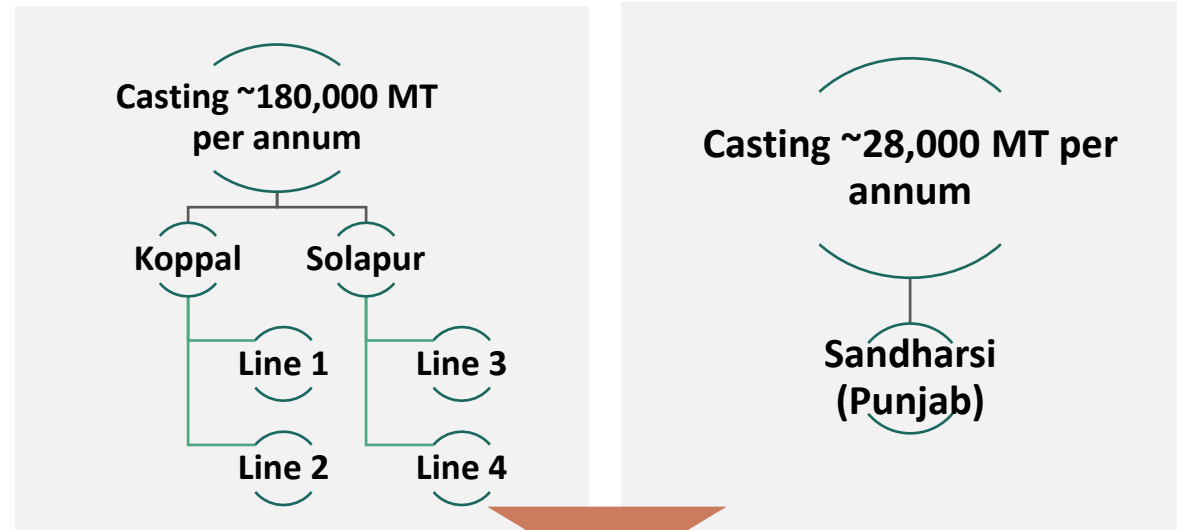 Casting ~180,000 MT
per annum
Koppal
Solapur
Line 1
Line 3
Line 2
Line 4
Casting ~28,000 MT per
annum
Sandharsi
(Punjab)